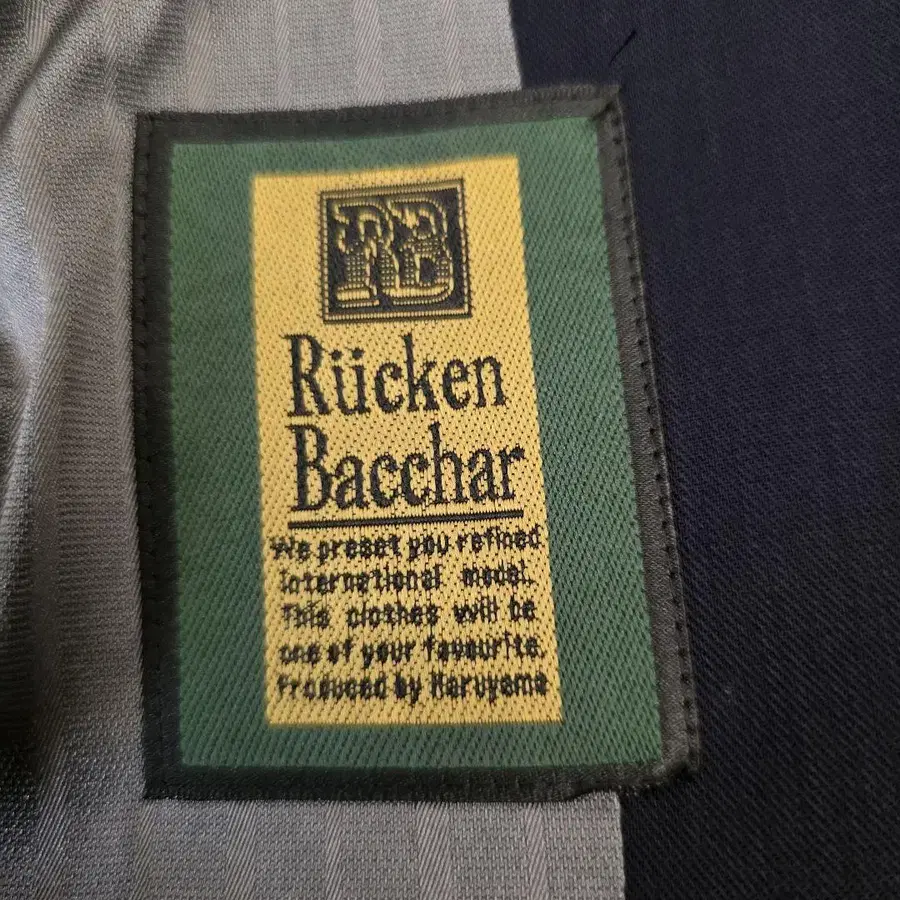 RB
Rücken
Bacchar
We preset you refined
international model.
This clothes will be
one of your favourite.
Produced by Maruyama